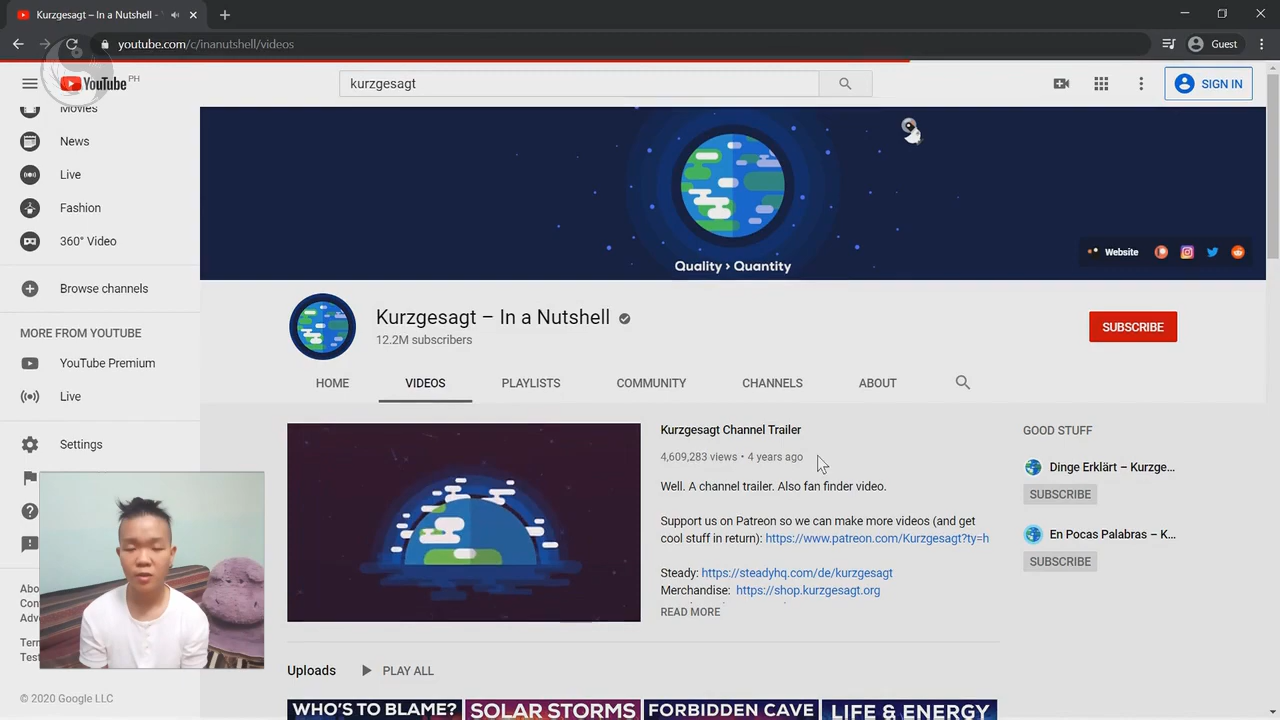 Kurzgesagt – In a Nutshell -
youtube.com/c/inanutshell/videos
Guest
YouTube PH
kurzgesagt
SIGN IN
Movies
News
Live
Fashion
360° Video
Browse channels
MORE FROM YOUTUBE
YouTube Premium
Live
Settings
Abo
Con
Adve
Term
Test
© 2020 Google LLC
Quality > Quantity
Website
Kurzgesagt – In a Nutshell
12.2M subscribers
SUBSCRIBE
HOME
VIDEOS
PLAYLISTS
COMMUNITY
CHANNELS
ABOUT
Kurzgesagt Channel Trailer
4,609,283 views • 4 years ago
Well. A channel trailer. Also fan finder video.
Support us on Patreon so we can make more videos (and get
cool stuff in return): https://www.patreon.com/Kurzgesagt?ty=h
Steady: https://steadyhq.com/de/kurzgesagt
Merchandise: https://shop.kurzgesagt.org
READ MORE
GOOD STUFF
Dinge Erklärt – Kurzge...
SUBSCRIBE
En Pocas Palabras – K...
SUBSCRIBE
Uploads
PLAY ALL
WHO'S TO BLAME?
SOLAR STORMS
FORBIDDEN CAVE
LIFE & ENERGY